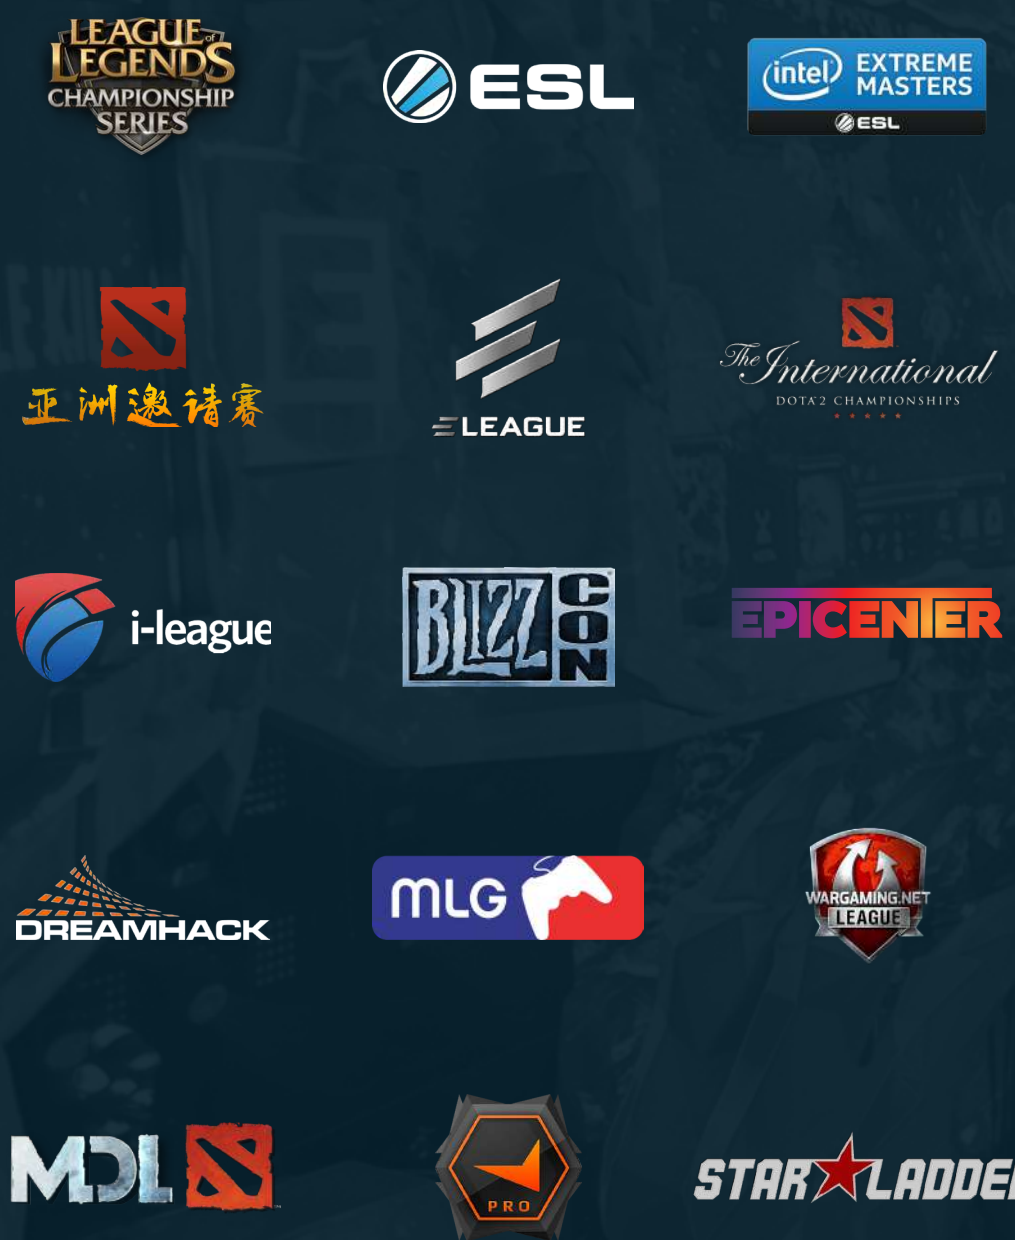 LEAGUE of
LEGENDS
CHAMPIONSHIP
SERIES
ESL
intel EXTREME
MASTERS
ESL
亚洲邀请赛
ELEAGUE
The
International
DOTA 2 CHAMPIONSHIPS
i-league
BLIZZ
CON
EPICENTER
DREAMHACK
MLG
WARGAMING.NET
LEAGUE
MDL
PRO
STAR LADDE